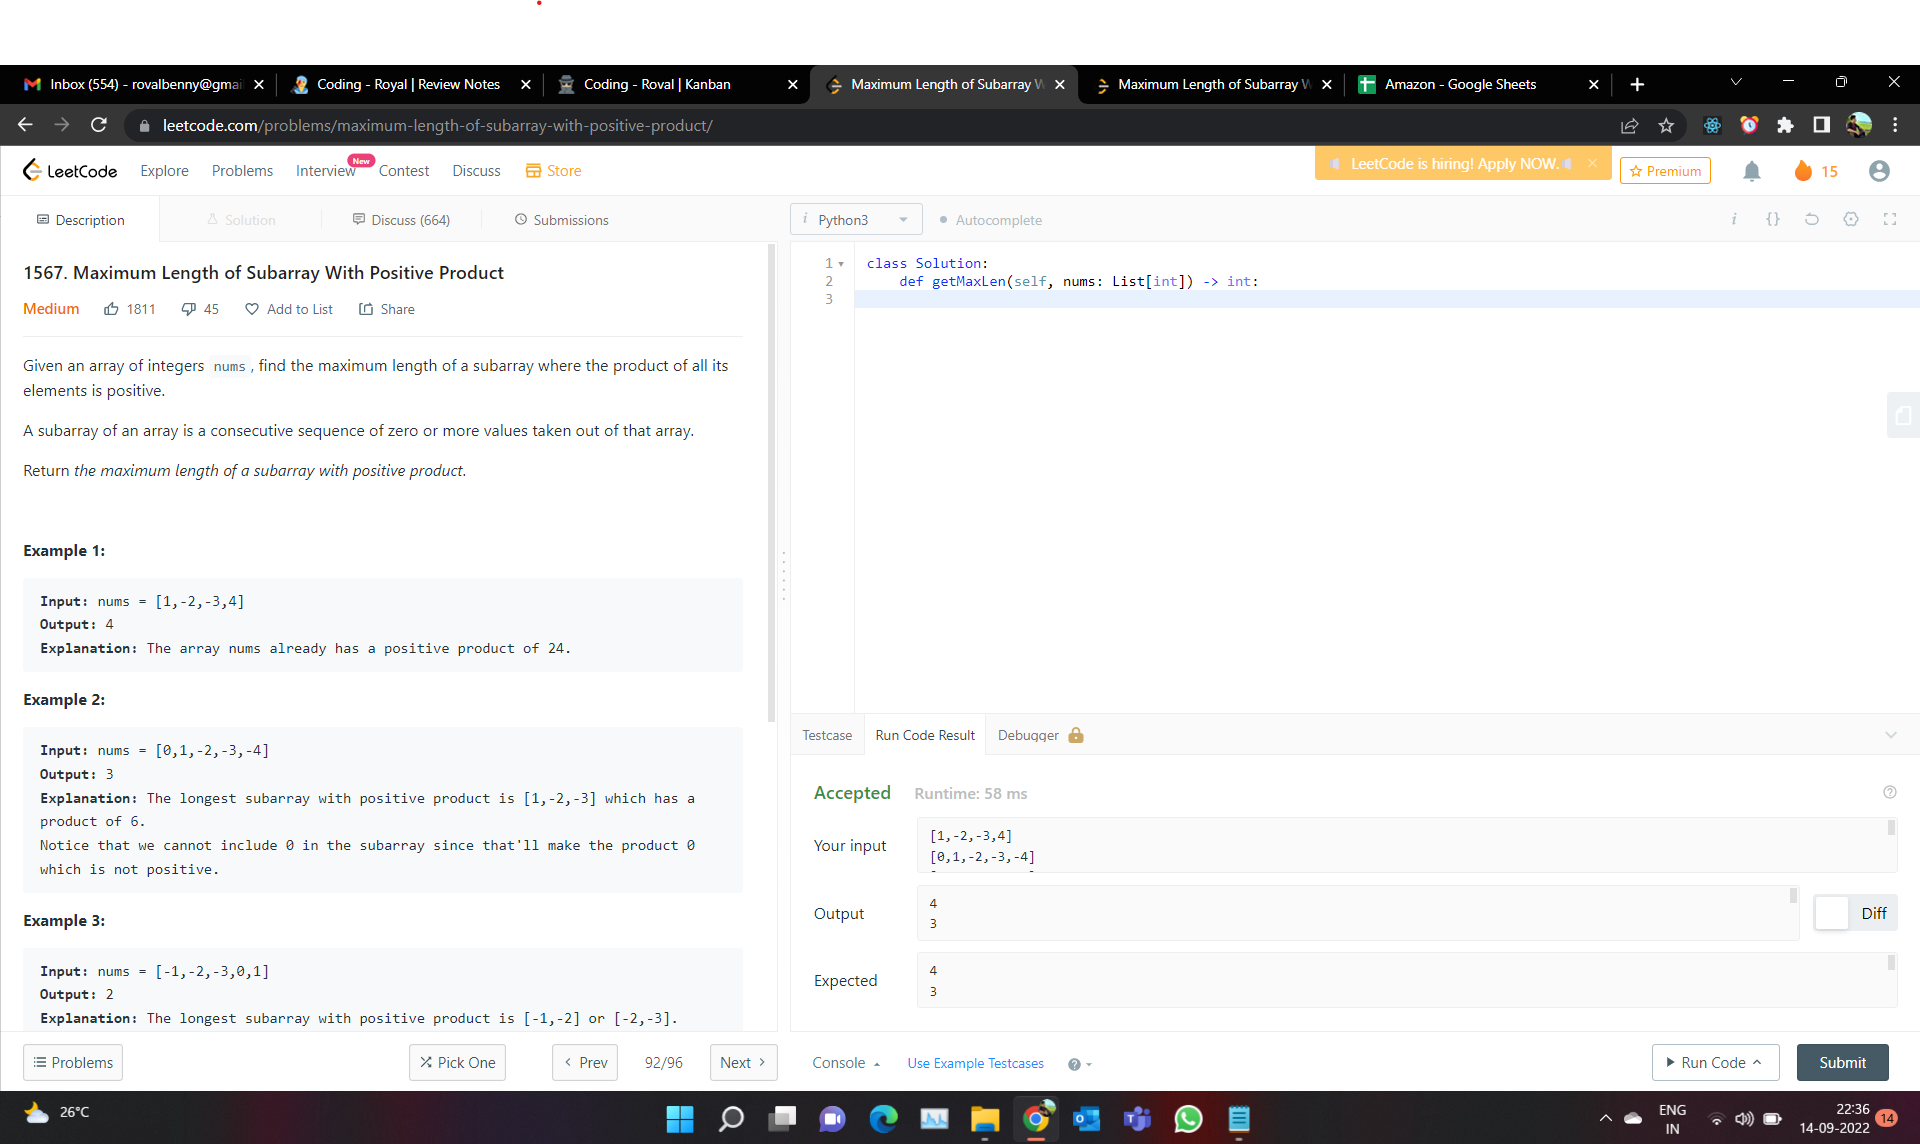 Inbox (554) - rovalbenny@gmai
Coding - Royal | Review Notes
Coding - Roval | Kanban
Maximum Length of Subarray W
Maximum Length of Subarray W
Amazon - Google Sheets
leetcode.com/problems/maximum-length-of-subarray-with-positive-product/
LeetCode
Explore
Problems
Interview
New
Contest
Discuss
Store
LeetCode is hiring! Apply NOW.
Premium
15
Description
Solution
Discuss (664)
Submissions
i Python3
Autocomplete
i
{}
1567. Maximum Length of Subarray With Positive Product
Medium
1811
45
Add to List
Share
Given an array of integers nums, find the maximum length of a subarray where the product of all its
elements is positive.
A subarray of an array is a consecutive sequence of zero or more values taken out of that array.
Return the maximum length of a subarray with positive product.
Example 1:
Input: nums = [1,-2,-3,4]
Output: 4
Explanation: The array nums already has a positive product of 24.
Example 2:
Input: nums = [0,1,-2,-3,-4]
Output: 3
Explanation: The longest subarray with positive product is [1,-2,-3] which has a
product of 6.
Notice that we cannot include 0 in the subarray since that'll make the product 0
which is not positive.
Example 3:
Input: nums = [-1,-2,-3,0,1]
Output: 2
Explanation: The longest subarray with positive product is [-1,-2] or [-2,-3].
1 class Solution:
2 def getMaxLen(self, nums: List[int]) -> int:
3
Testcase
Run Code Result
Debugger
Accepted
Runtime: 58 ms
Your input
[1,-2,-3,4]
[0,1,-2,-3,-4]
Output
4
3
Diff
Expected
4
3
Problems
Pick One
Prev
92/96
Next
Console
Use Example Testcases
Run Code
Submit
26°C
ENG
IN
22:36
14-09-2022
14